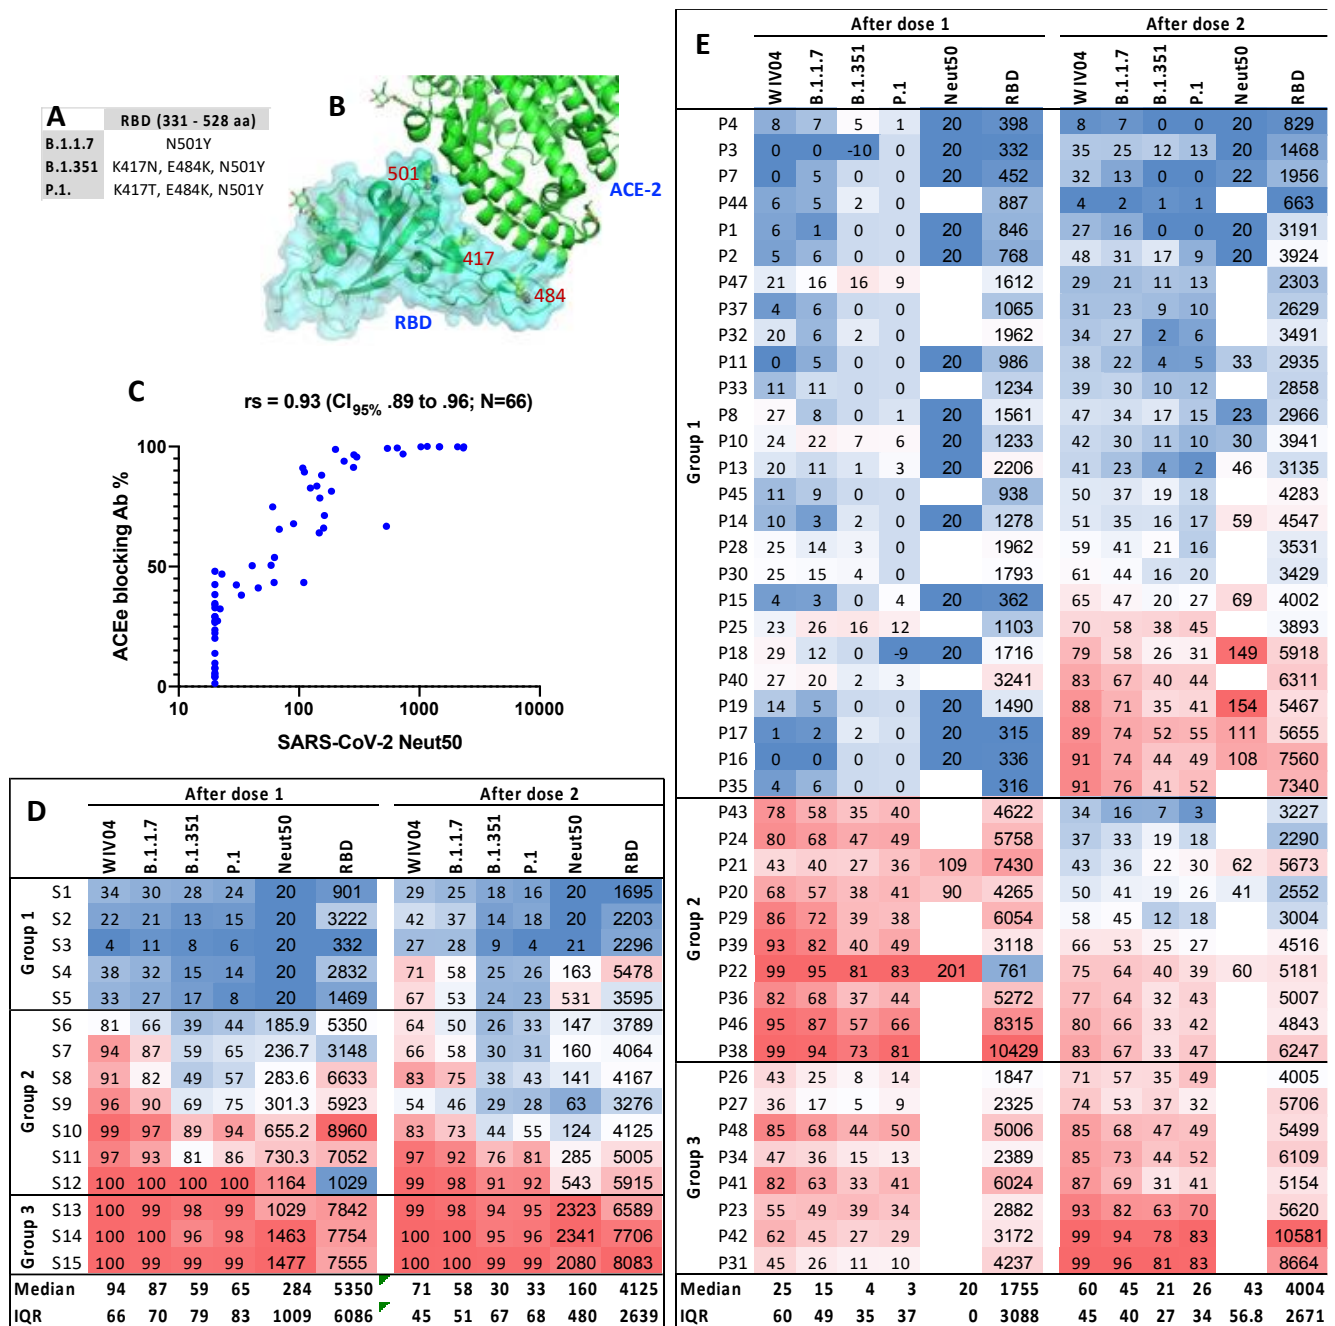 A
RBD (331 - 528 aa)
B.1.1.7 N501Y
B.1.351 K417N, E484K, N501Y
P.1. K417T, E484K, N501Y
B
501
ACE-2
417
484
RBD
C
rs = 0.93 (CI95% .89 to .96; N=66)
ACEe blocking Ab %
100
50
0
10 100 1000 10000
SARS-CoV-2 Neut50
D
After dose 1 After dose 2
WIV04 B.1.1.7 B.1.351 P.1 Neut50 RBD WIV04 B.1.1.7 B.1.351 P.1 Neut50 RBD
Group 1
S1 34 30 28 24 20 901 29 25 18 16 20 1695
S2 22 21 13 15 20 3222 42 37 14 18 20 2203
S3 4 11 8 6 20 332 27 28 9 4 21 2296
S4 38 32 15 14 20 2832 71 58 25 26 163 5478
S5 33 27 17 8 20 1469 67 53 24 23 531 3595
Group 2
S6 81 66 39 44 185.9 5350 64 50 26 33 147 3789
S7 94 87 59 65 236.7 3148 66 58 30 31 160 4064
S8 91 82 49 57 283.6 6633 83 75 38 43 141 4167
S9 96 90 69 75 301.3 5923 54 46 29 28 63 3276
S10 99 97 89 94 655.2 8960 83 73 44 55 124 4125
S11 97 93 81 86 730.3 7052 97 92 76 81 285 5005
S12 100 100 100 100 1164 1029 99 98 91 92 543 5915
Group 3
S13 100 99 98 99 1029 7842 99 98 94 95 2323 6589
S14 100 100 96 98 1463 7754 100 100 95 96 2341 7706
S15 100 99 99 99 1477 7555 100 99 99 99 2080 8083
Median 94 87 59 65 284 5350 71 58 30 33 160 4125
IQR 66 70 79 83 1009 6086 45 51 67 68 480 2639
E
After dose 1 After dose 2
WIV04 B.1.1.7 B.1.351 P.1 Neut50 RBD WIV04 B.1.1.7 B.1.351 P.1 Neut50 RBD
Group 1
P4 8 7 5 1 20 398 8 7 0 0 20 829
P3 0 0 -10 0 20 332 35 25 12 13 20 1468
P7 0 5 0 0 20 452 32 13 0 0 22 1956
P44 6 5 2 0 887 4 2 1 1 663
P1 6 1 0 0 20 846 27 16 0 0 20 3191
P2 5 6 0 0 20 768 48 31 17 9 20 3924
P47 21 16 16 9 1612 29 21 11 13 2303
P37 4 6 0 0 1065 31 23 9 10 2629
P32 20 6 2 0 1962 34 27 2 6 3491
P11 0 5 0 0 20 986 38 22 4 5 33 2935
P33 11 11 0 0 1234 39 30 10 12 2858
P8 27 8 0 1 20 1561 47 34 17 15 23 2966
P10 24 22 7 6 20 1233 42 30 11 10 30 3941
P13 20 11 1 3 20 2206 41 23 4 2 46 3135
P45 11 9 0 0 938 50 37 19 18 4283
P14 10 3 2 0 20 1278 51 35 16 17 59 4547
P28 25 14 3 0 1962 59 41 21 16 3531
P30 25 15 4 0 1793 61 44 16 20 3429
P15 4 3 0 4 20 362 65 47 20 27 69 4002
P25 23 26 16 12 1103 70 58 38 45 3893
P18 29 12 0 -9 20 1716 79 58 26 31 149 5918
P40 27 20 2 3 3241 83 67 40 44 6311
P19 14 5 0 0 20 1490 88 71 35 41 154 5467
P17 1 2 2 0 20 315 89 74 52 55 111 5655
P16 0 0 0 0 20 336 91 74 44 49 108 7560
P35 4 6 0 0 316 91 76 41 52 7340
Group 2
P43 78 58 35 40 4622 34 16 7 3 3227
P24 80 68 47 49 5758 37 33 19 18 2290
P21 43 40 27 36 109 7430 43 36 22 30 62 5673
P20 68 57 38 41 90 4265 50 41 19 26 41 2552
P29 86 72 39 38 6054 58 45 12 18 3004
P39 93 82 40 49 3118 66 53 25 27 4516
P22 99 95 81 83 201 761 75 64 40 39 60 5181
P36 82 68 37 44 5272 77 64 32 43 5007
P46 95 87 57 66 8315 80 66 33 42 4843
P38 99 94 73 81 10429 83 67 33 47 6247
Group 3
P26 43 25 8 14 1847 71 57 35 49 4005
P27 36 17 5 9 2325 74 53 37 32 5706
P48 85 68 44 50 5006 85 68 47 49 5499
P34 47 36 15 13 2389 85 73 44 52 6109
P41 82 63 33 41 6024 87 69 31 41 5154
P23 55 49 39 34 2882 93 82 63 70 5620
P42 62 45 27 29 3172 99 94 78 83 10581
P31 45 26 11 10 4237 99 96 81 83 8664
Median 25 15 4 3 20 1755 60 45 21 26 43 4004
IQR 60 49 35 37 0 3088 45 40 27 34 56.8 2671